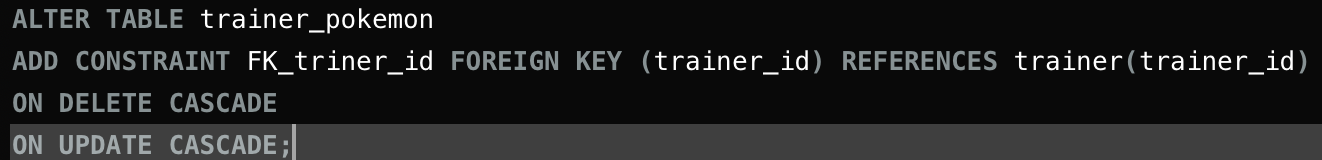 ALTER TABLE trainer_pokemon
ADD CONSTRAINT FK_triner_id FOREIGN KEY (trainer_id) REFERENCES trainer(trainer_id)
ON DELETE CASCADE
ON UPDATE CASCADE;